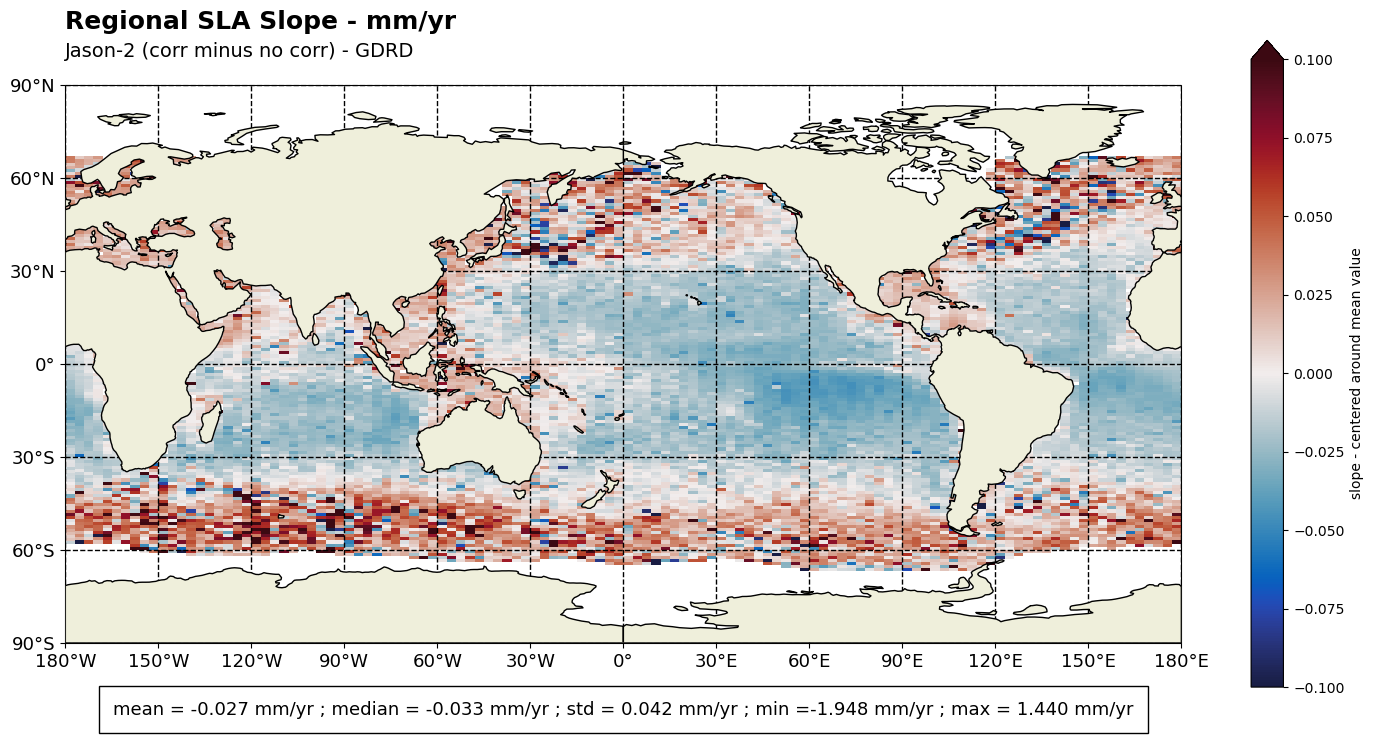 Regional SLA Slope - mm/yr
Jason-2 (corr minus no corr) - GDRD
90°N
60°N
30°N
0°
30°S
60°S
90°S
180°W 150°W 120°W 90°W 60°W 30°W 0° 30°E 60°E 90°E 120°E 150°E 180°E
0.100
0.075
0.050
0.025
0.000
−0.025
−0.050
−0.075
−0.100
slope - centered around mean value
mean = -0.027 mm/yr ; median = -0.033 mm/yr ; std = 0.042 mm/yr ; min =-1.948 mm/yr ; max = 1.440 mm/yr